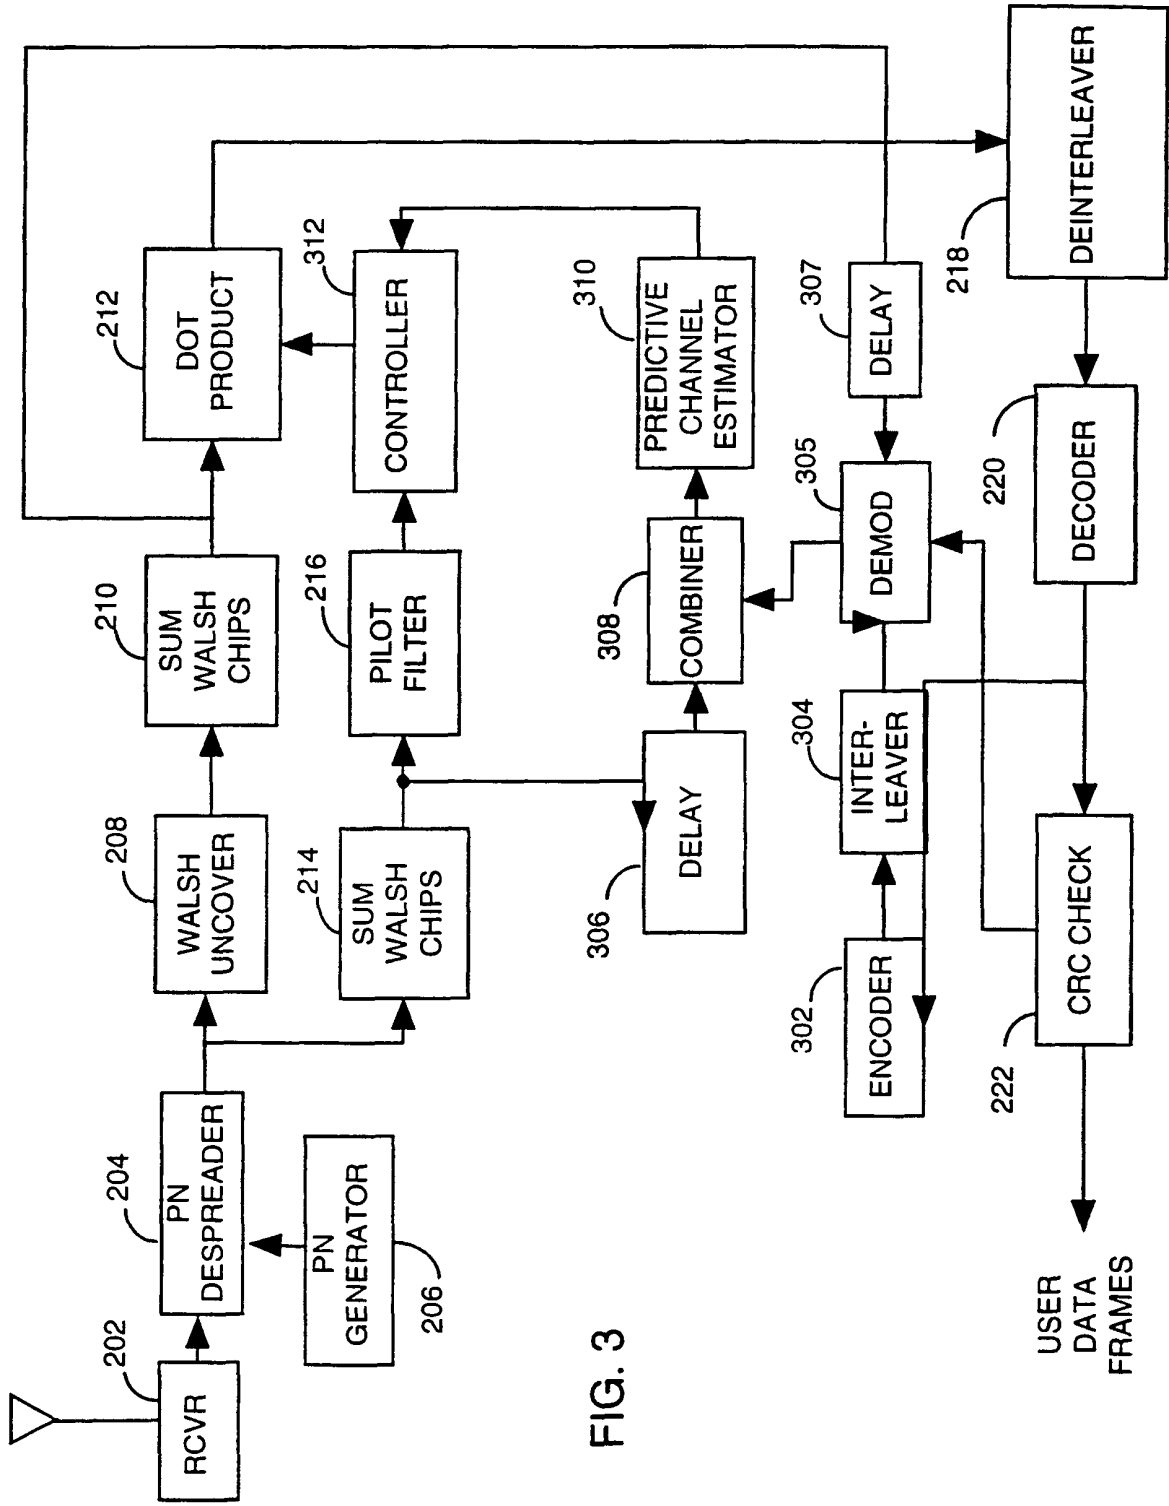 202
RCVR
204
PN
DESPREADER
PN
GENERATOR
206
208
WALSH
UNCOVER
210
SUM
WALSH
CHIPS
212
DOT
PRODUCT
214
SUM
WALSH
CHIPS
216
PILOT
FILTER
312
CONTROLLER
306
DELAY
308
COMBINER
310
PREDICTIVE
CHANNEL
ESTIMATOR
302
ENCODER
304
INTER-
LEAVER
305
DEMOD
307
DELAY
218
DEINTERLEAVER
220
DECODER
222
CRC CHECK
USER
DATA
FRAMES
FIG. 3